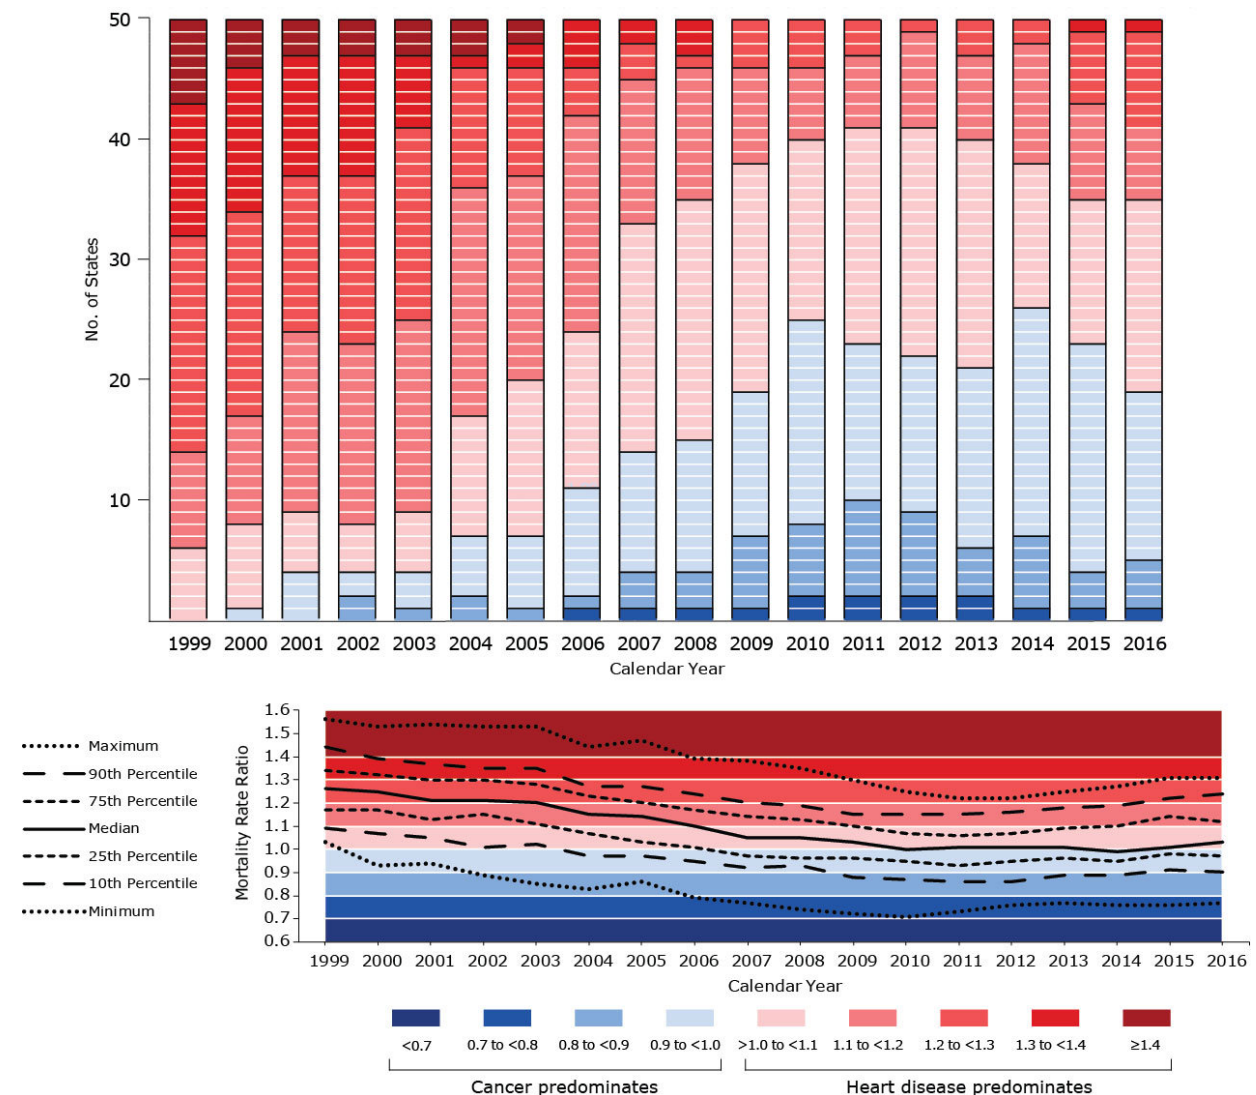 50
40
30
20
10
No. of States
1999 2000 2001 2002 2003 2004 2005 2006 2007 2008 2009 2010 2011 2012 2013 2014 2015 2016
Calendar Year
Maximum
90th Percentile
75th Percentile
Median
25th Percentile
10th Percentile
Minimum
Mortality Rate Ratio
1.6
1.5
1.4
1.3
1.2
1.1
1.0
0.9
0.8
0.7
0.6
1999 2000 2001 2002 2003 2004 2005 2006 2007 2008 2009 2010 2011 2012 2013 2014 2015 2016
Calendar Year
<0.7 0.7 to <0.8 0.8 to <0.9 0.9 to <1.0 >1.0 to <1.1 1.1 to <1.2 1.2 to <1.3 1.3 to <1.4 ≥1.4
Cancer predominates Heart disease predominates